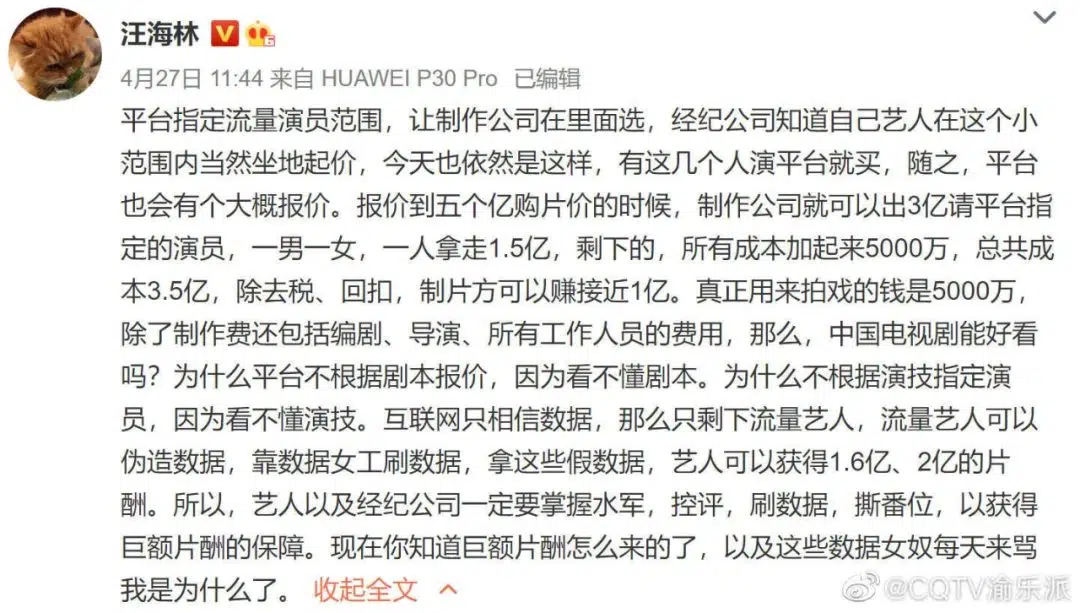 汪海林
4月27日 11:44 来自 HUAWEI P30 Pro 已编辑
平台指定流量演员范围，让制作公司在里面选，经纪公司知道自己艺人在这个小
范围内当然坐地起价，今天也依然是这样，有这几个人演平台就买，随之，平台
也会有个大概报价。报价到五个亿购片价的时候，制作公司就可以出3亿请平台指
定的演员，一男一女，一人拿走1.5亿，剩下的，所有成本加起来5000万，总共成
本3.5亿，除去税、回扣，制片方可以赚接近1亿。真正用来拍戏的钱是5000万，
除了制作费还包括编剧、导演、所有工作人员的费用，那么，中国电视剧能好看
吗？为什么平台不根据剧本报价，因为看不懂剧本。为什么不根据演技指定演
员，因为看不懂演技。互联网只相信数据，那么只剩下流量艺人，流量艺人可以
伪造数据，靠数据女工刷数据，拿这些假数据，艺人可以获得1.6亿、2亿的片
酬。所以，艺人以及经纪公司一定要掌握水军，控评，刷数据，撕番位，以获得
巨额片酬的保障。现在你知道巨额片酬怎么来的了，以及这些数据女奴每天来骂
我是为什么了。 收起全文
@CQTV渝乐派